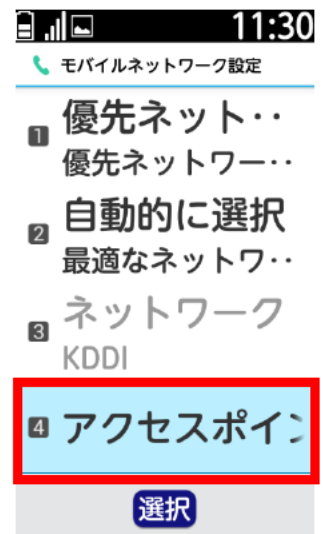 11:30
モバイルネットワーク設定
1 優先ネット‥
優先ネットワー‥
2 自動的に選択
最適なネットワ‥
3 ネットワーク
KDDI
4 アクセスポイン
選択